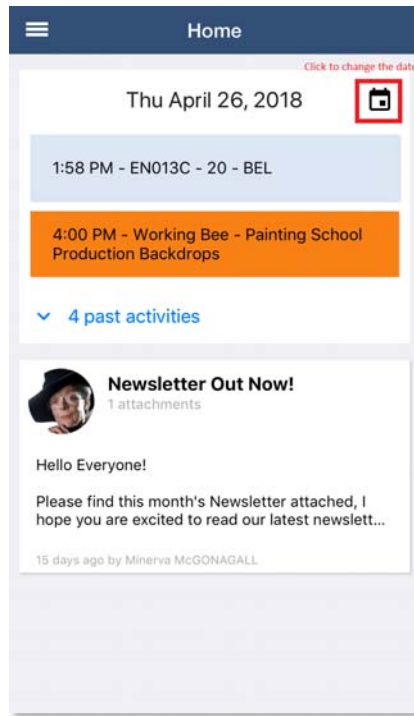 Home
Click to change the date
Thu April 26, 2018
1:58 PM - EN013C - 20 - BEL
4:00 PM - Working Bee - Painting School
Production Backdrops
4 past activities
Newsletter Out Now!
1 attachments
Hello Everyone!
Please find this month's Newsletter attached, I
hope you are excited to read our latest newslett...
15 days ago by Minerva McGONAGALL